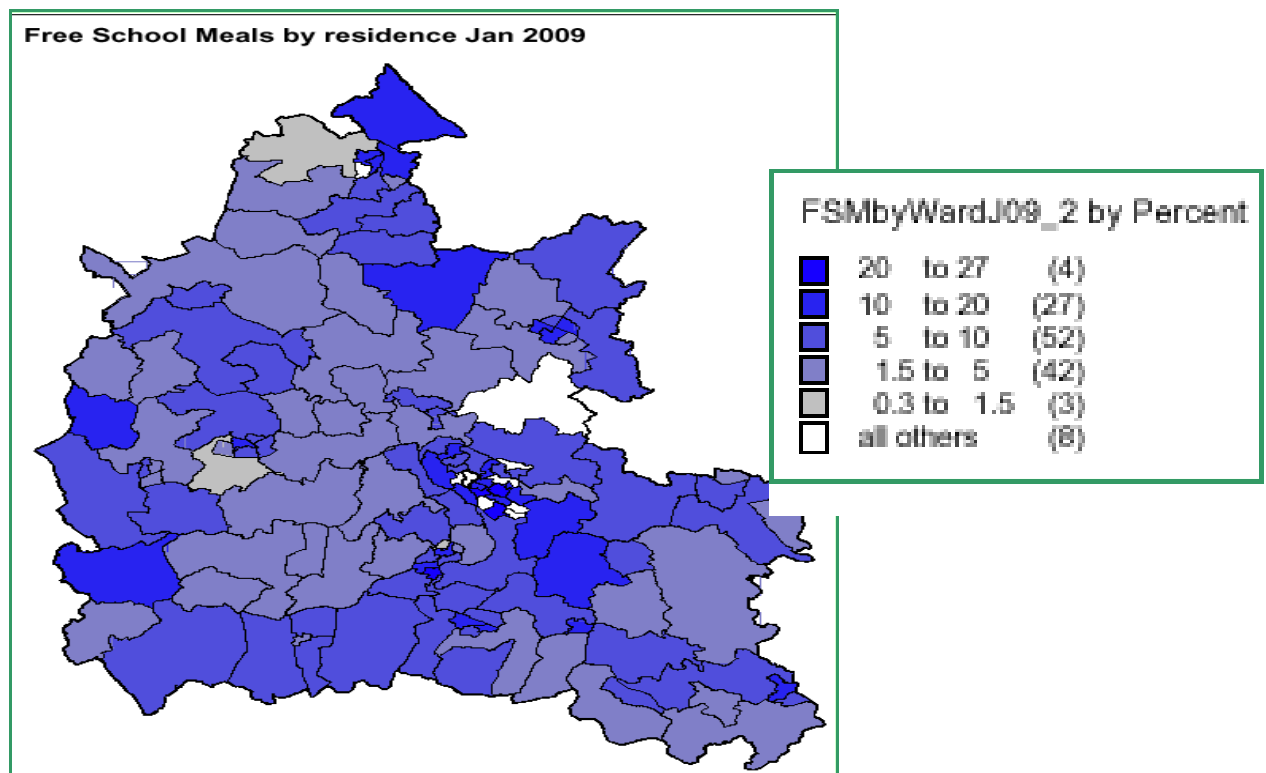 Free School Meals by residence Jan 2009
FSMbyWardJ09_2 by Percent
20 to 27 (4)
10 to 20 (27)
5 to 10 (52)
1.5 to 5 (42)
0.3 to 1.5 (3)
all others (8)